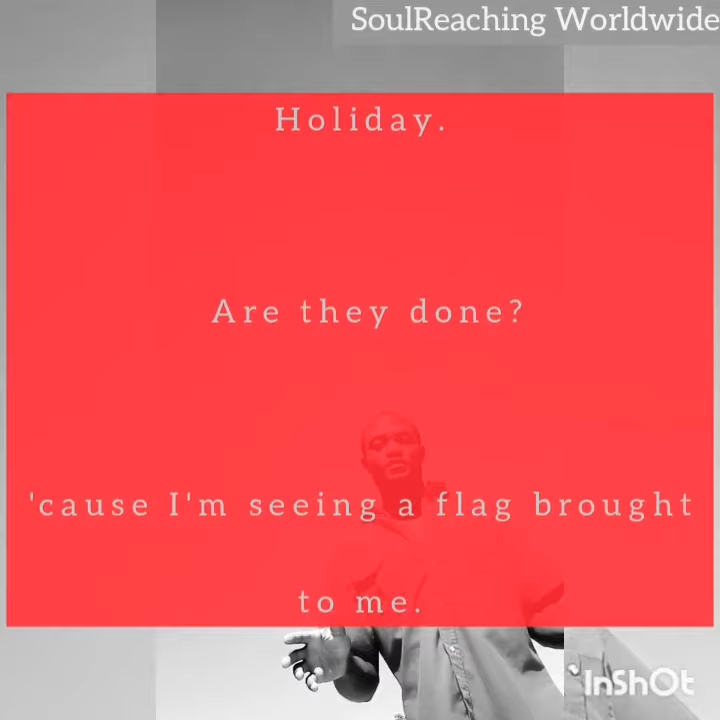 SoulReaching Worldwide
Holiday.
Are they done?
'cause I'm seeing a flag brought
to me.
InShOt